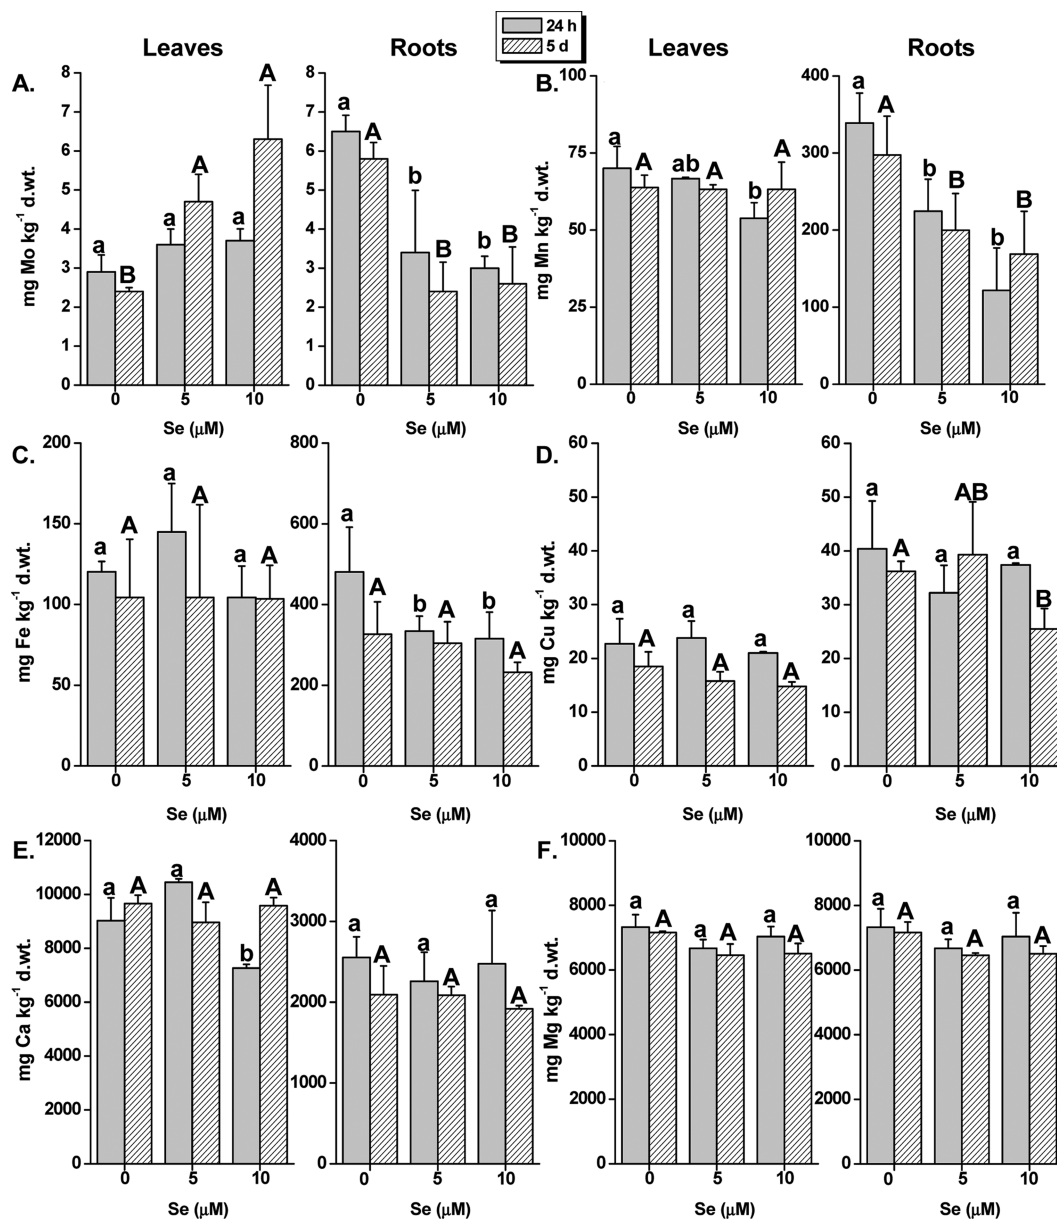 24 h
5 d
Leaves
Roots
Leaves
Roots
A.
mg Mo kg⁻¹ d.wt.
8
7
6
5
4
3
2
1
0
a
B
a
A
a
A
0
5
10
Se (μM)
8
7
6
5
4
3
2
1
0
a
A
b
B
b
B
0
5
10
Se (μM)
B.
mg Mn kg⁻¹ d.wt.
100
75
50
25
0
a
A
ab
A
b
A
0
5
10
Se (μM)
400
300
200
100
0
a
A
b
B
b
B
0
5
10
Se (μM)
C.
mg Fe kg⁻¹ d.wt.
200
150
100
50
0
a
A
a
A
a
A
0
5
10
Se (μM)
800
600
400
200
0
a
A
b
A
b
A
0
5
10
Se (μM)
D.
mg Cu kg⁻¹ d.wt.
60
50
40
30
20
10
0
a
A
a
A
a
A
0
5
10
Se (μM)
60
50
40
30
20
10
0
a
A
a
AB
a
B
0
5
10
Se (μM)
E.
mg Ca kg⁻¹ d.wt.
12000
10000
8000
6000
4000
2000
0
a
A
a
A
b
A
0
5
10
Se (μM)
4000
3000
2000
1000
0
a
A
a
A
a
A
0
5
10
Se (μM)
F.
mg Mg kg⁻¹ d.wt.
10000
8000
6000
4000
2000
0
a
A
a
A
a
A
0
5
10
Se (μM)
10000
8000
6000
4000
2000
0
a
A
a
A
a
A
0
5
10
Se (μM)